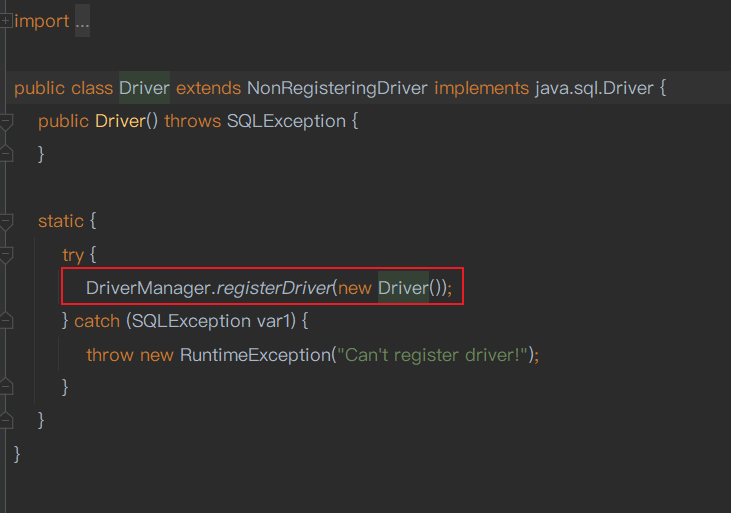 import ...
public class Driver extends NonRegisteringDriver implements java.sql.Driver {
public Driver() throws SQLException {
}
static {
try {
DriverManager.registerDriver(new Driver());
} catch (SQLException var1) {
throw new RuntimeException("Can't register driver!");
}
}
}